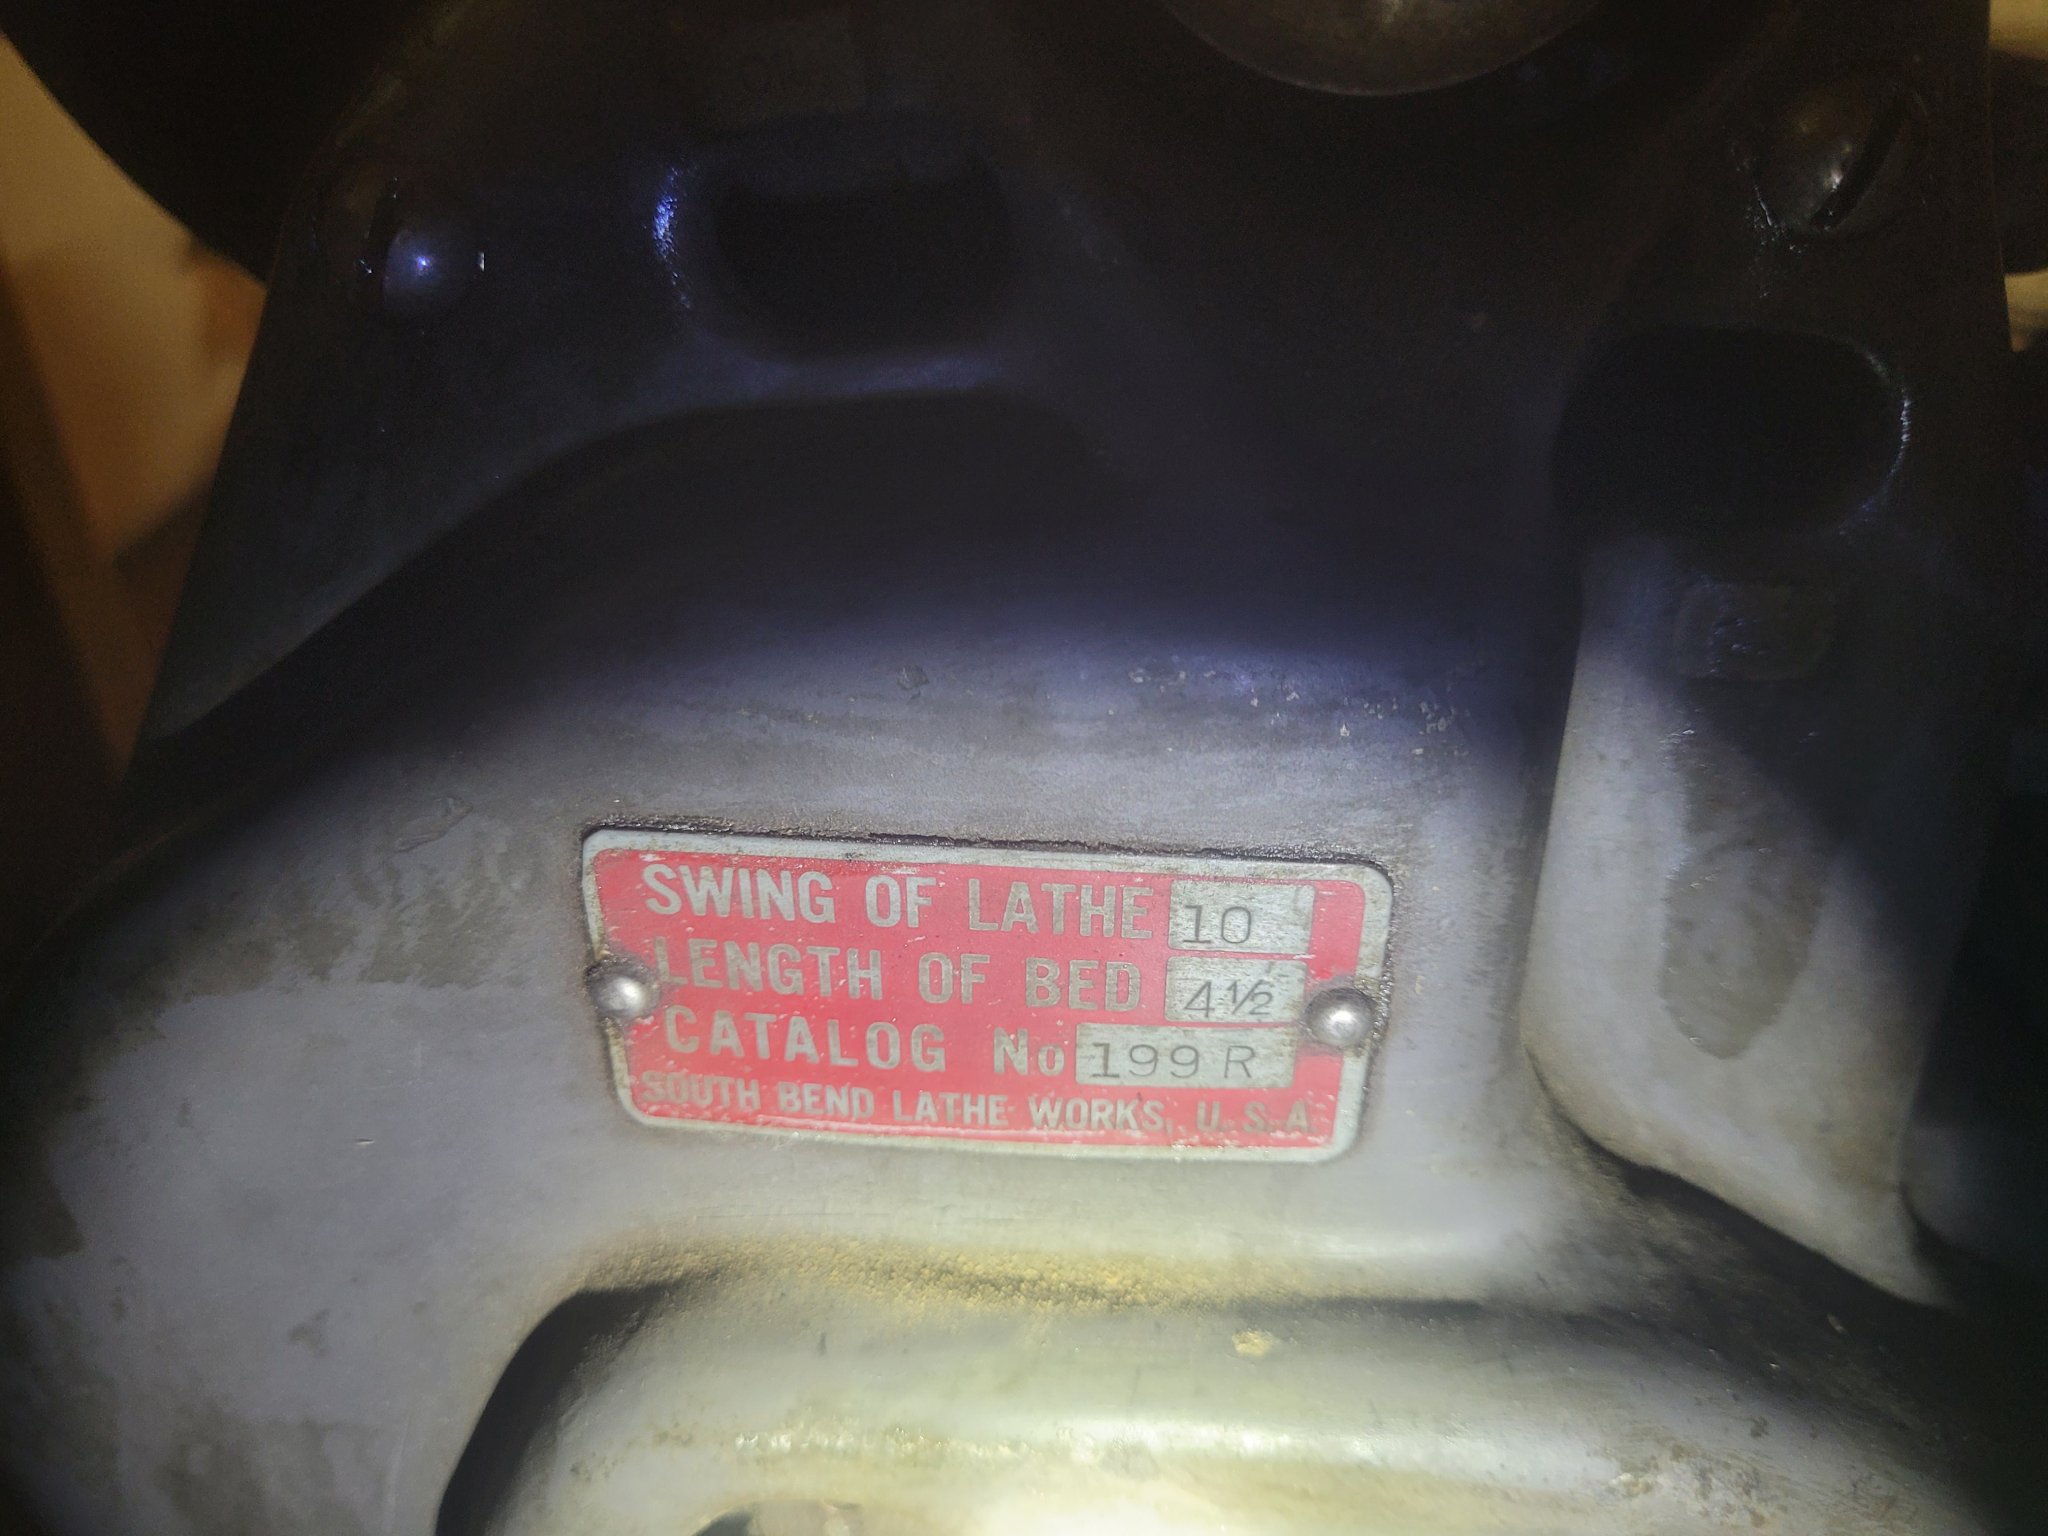 SWING OF LATHE 10
LENGTH OF BED 4½
CATALOG No 199 R
SOUTH BEND LATHE WORKS, U.S.A.